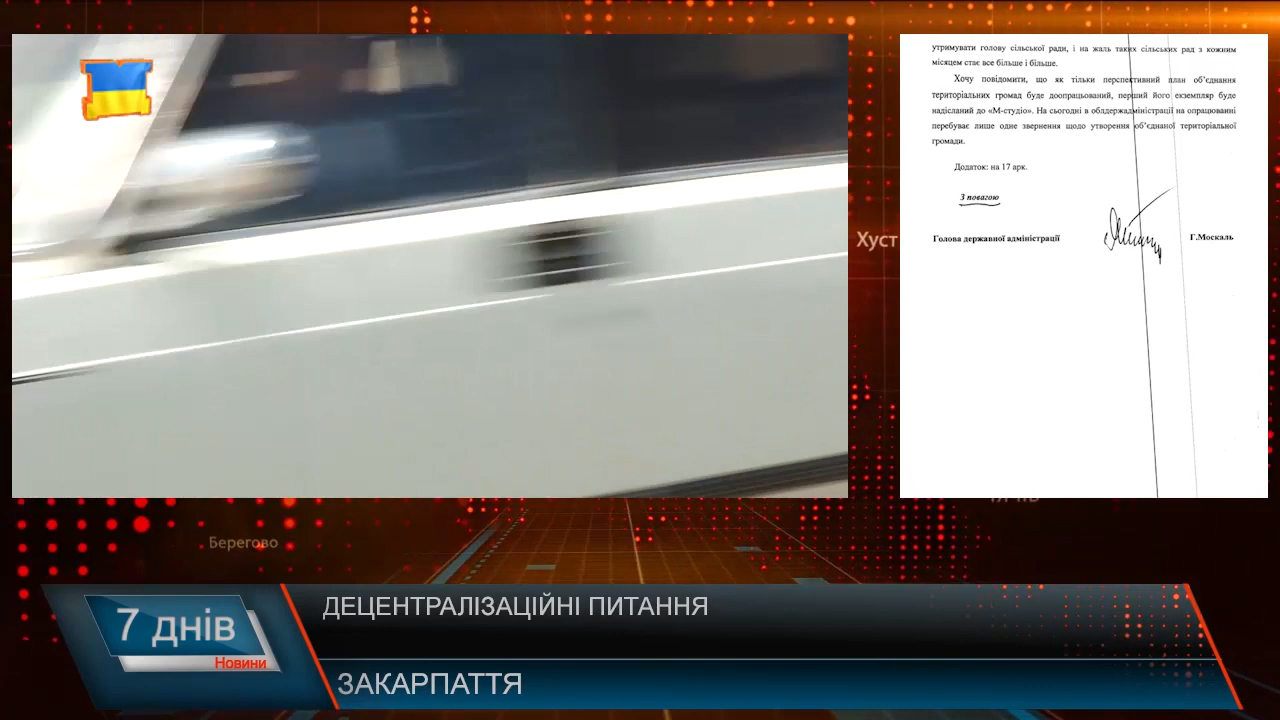 утримувати голову сільської ради, і на жаль таких сільських рад з кожним
місяцем стає все більше і більше.
Хочу повідомити, що як тільки перспективний план об'єднання
територіальних громад буде доопрацьований, перший його екземпляр буде
надісланий до «М-студіо». На сьогодні в облдержадміністрації на опрацюванні
перебуває лише одне звернення щодо утворення об'єднаної територіальної
громади.
Додаток: на 17 арк.
З повагою
Голова державної адміністрації
Г.Москаль
Хуст
Берегово
7 днів
Новини
ДЕЦЕНТРАЛІЗАЦІЙНІ ПИТАННЯ
ЗАКАРПАТТЯ